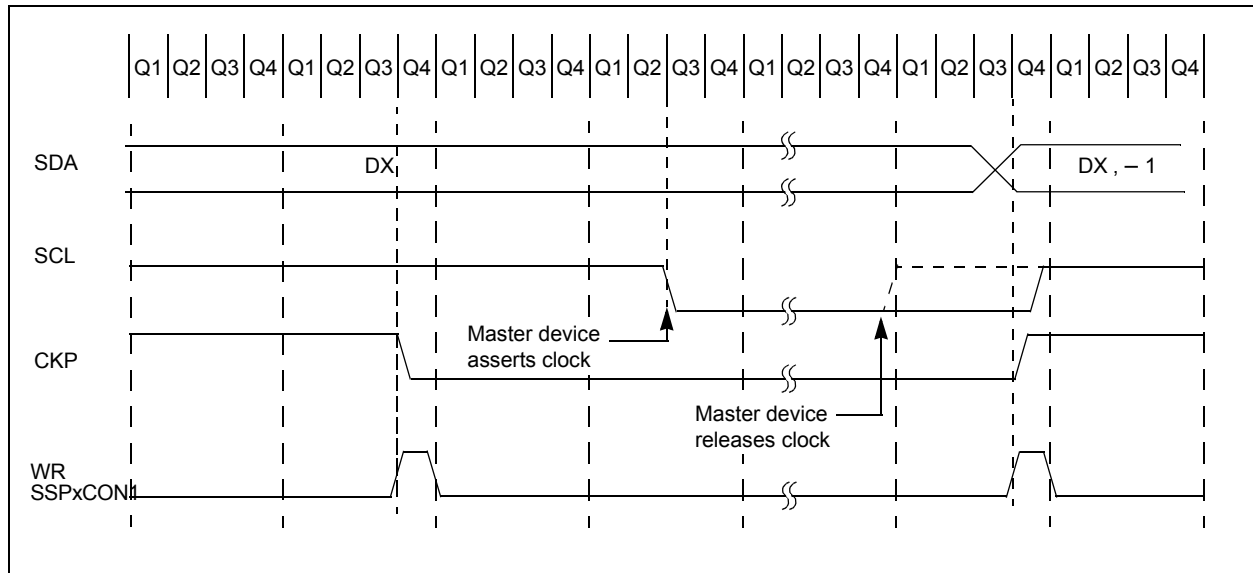 Q1 Q2 Q3 Q4 Q1 Q2 Q3 Q4 Q1 Q2 Q3 Q4 Q1 Q2 Q3 Q4 Q1 Q2 Q3 Q4 Q1 Q2 Q3 Q4 Q1 Q2 Q3 Q4
SDA
DX
DX , – 1
SCL
Master device
asserts clock
CKP
Master device
releases clock
WR
SSPxCON1